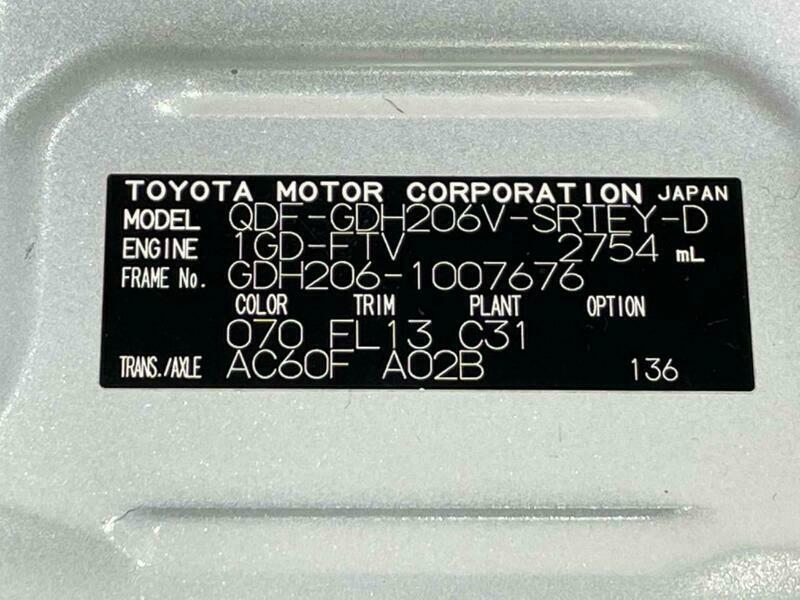 TOYOTA MOTOR CORPORATION JAPAN
MODEL QDF-GDH206V-SRTEY-D
ENGINE 1GD-FTV 2754 mL
FRAME No. GDH206-1007676
COLOR TRIM PLANT OPTION
070 FL13 C31
TRANS./AXLE AC60F A02B 136